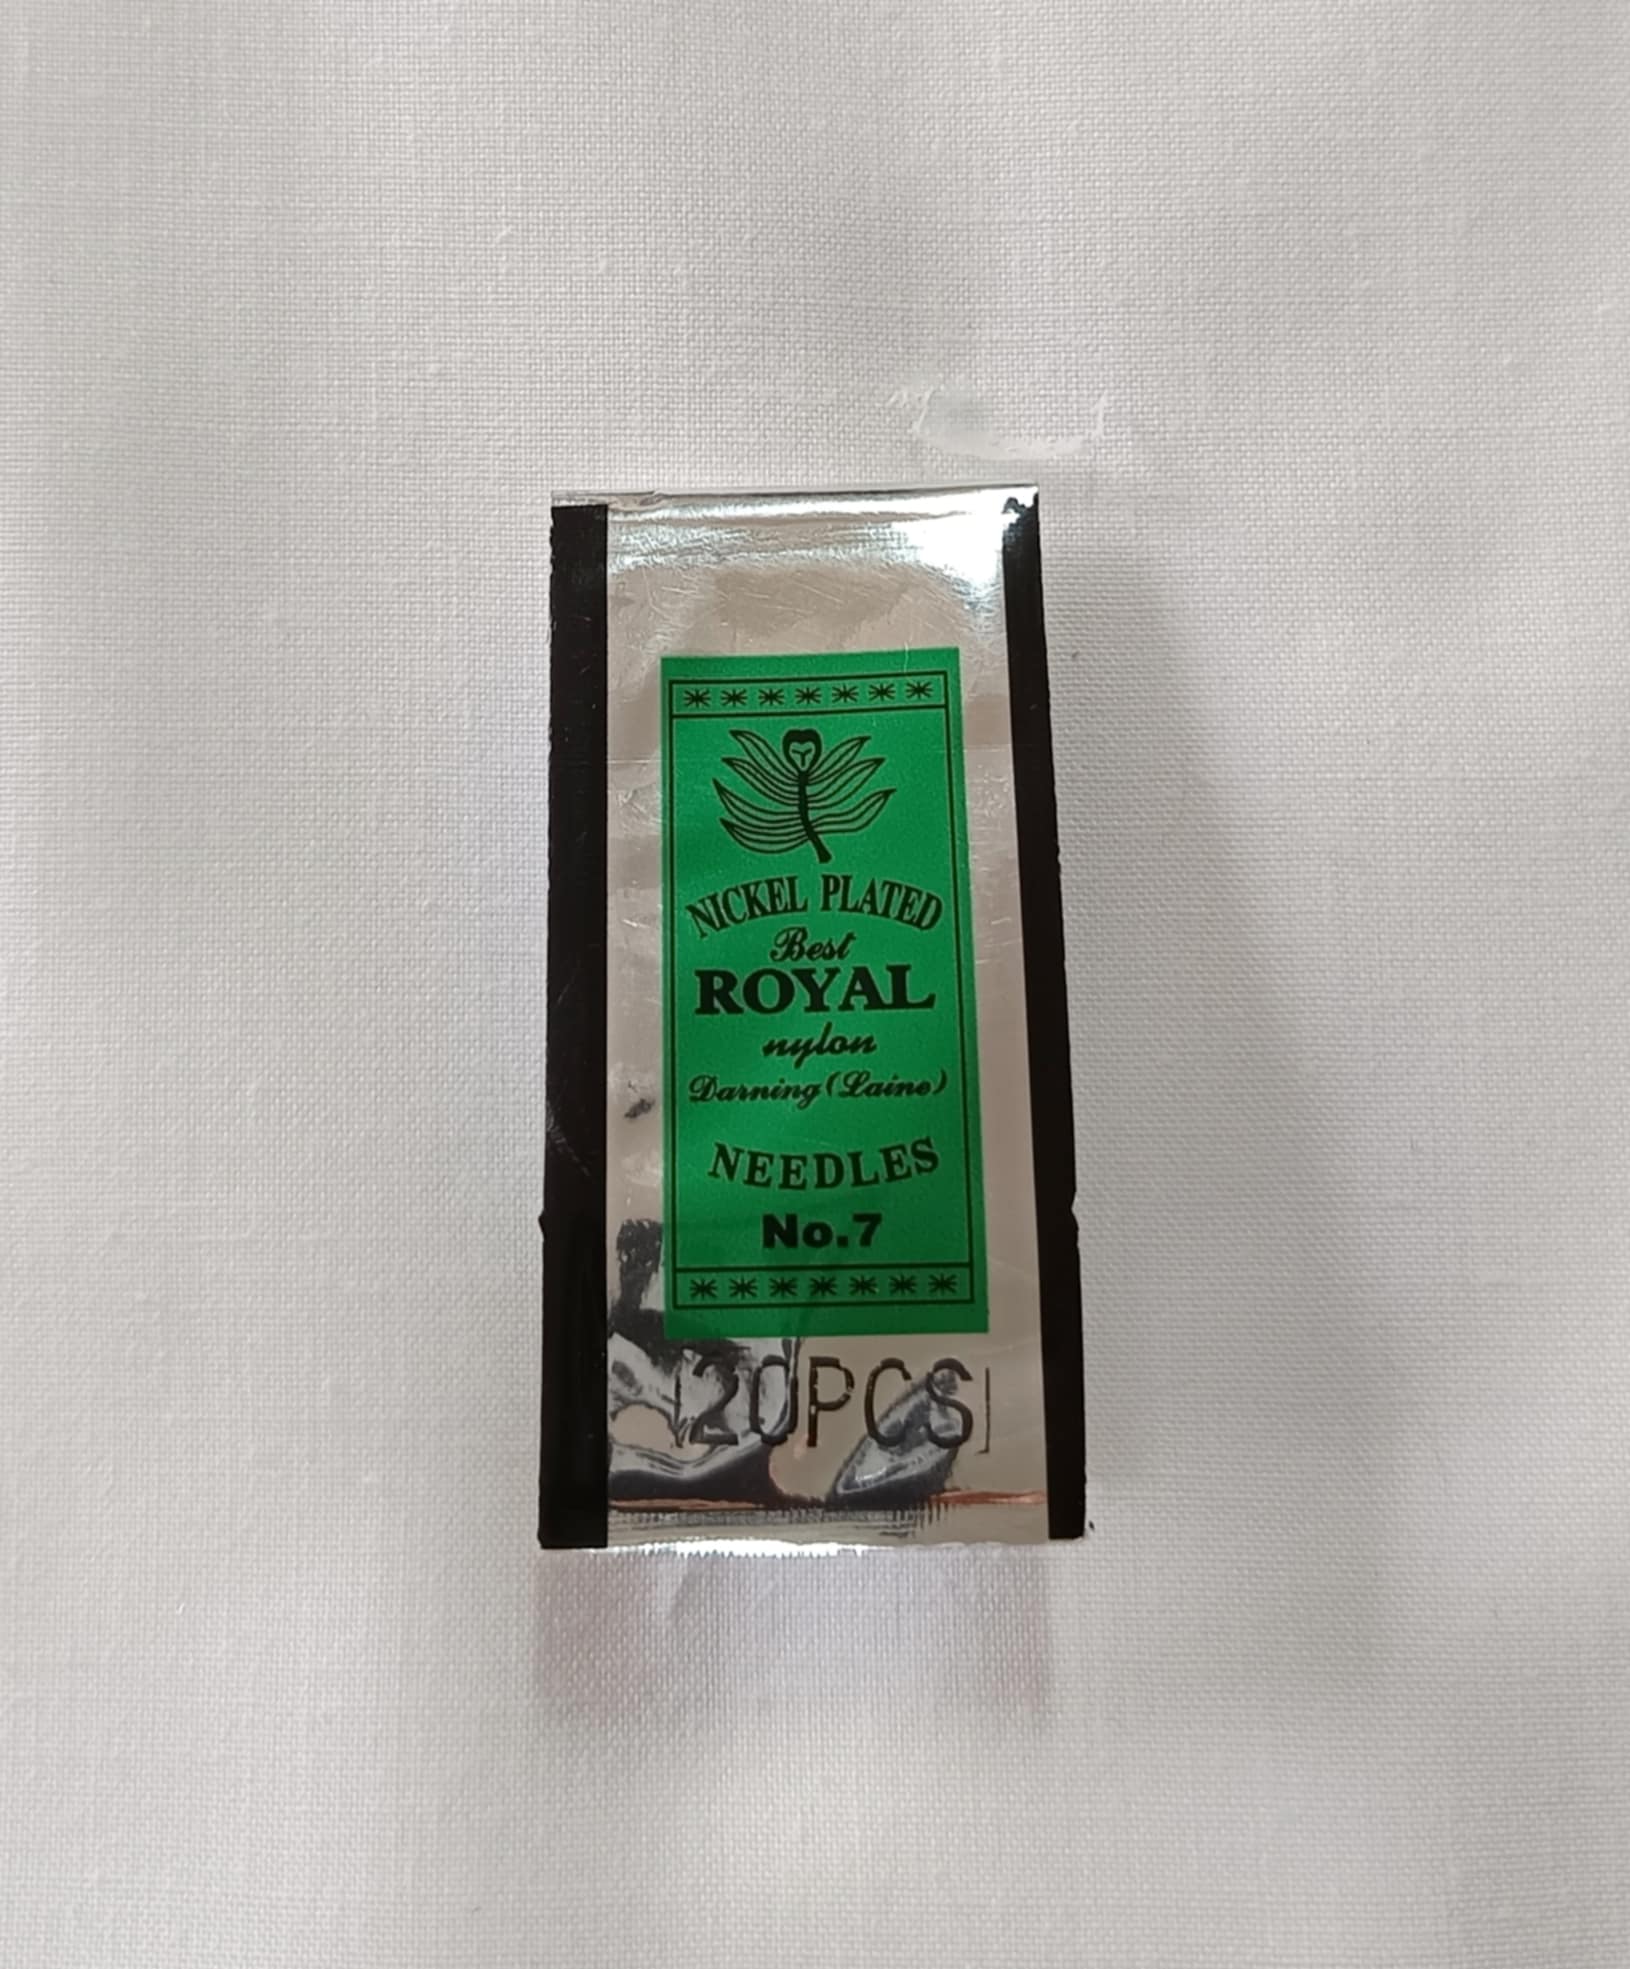 NICKEL PLATED
Best
ROYAL
nylon
Darning (Laine)
NEEDLES
No.7
20PCS